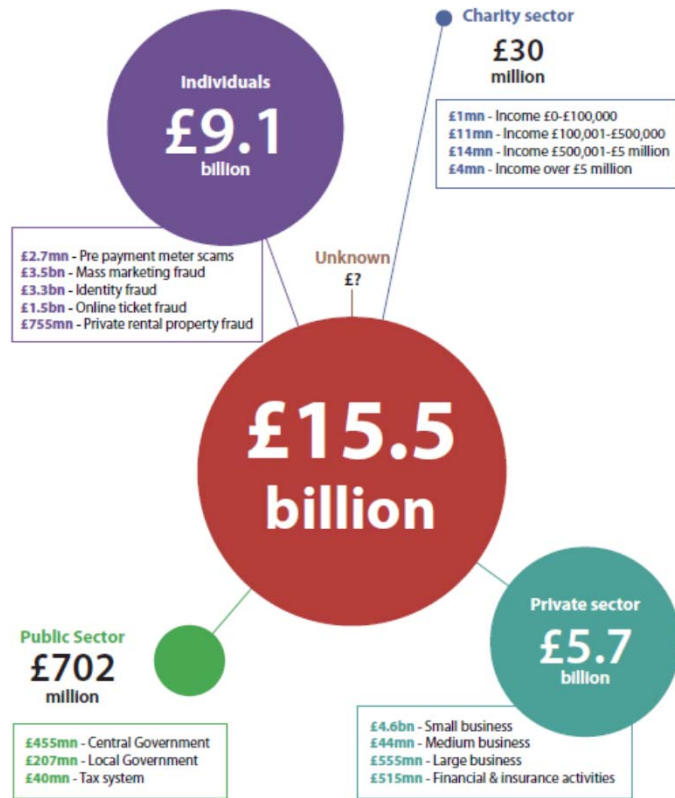 Individuals
£9.1
billion
£2.7mn - Pre payment meter scams
£3.5bn - Mass marketing fraud
£3.3bn - Identity fraud
£1.5bn - Online ticket fraud
£755mn - Private rental property fraud
Charity sector
£30
million
£1mn - Income £0-£100,000
£11mn - Income £100,001-£500,000
£14mn - Income £500,001-£5 million
£4mn - Income over £5 million
Unknown
£?
£15.5
billion
Public Sector
£702
million
£455mn - Central Government
£207mn - Local Government
£40mn - Tax system
Private sector
£5.7
billion
£4.6bn - Small business
£44mn - Medium business
£555mn - Large business
£515mn - Financial & insurance activities